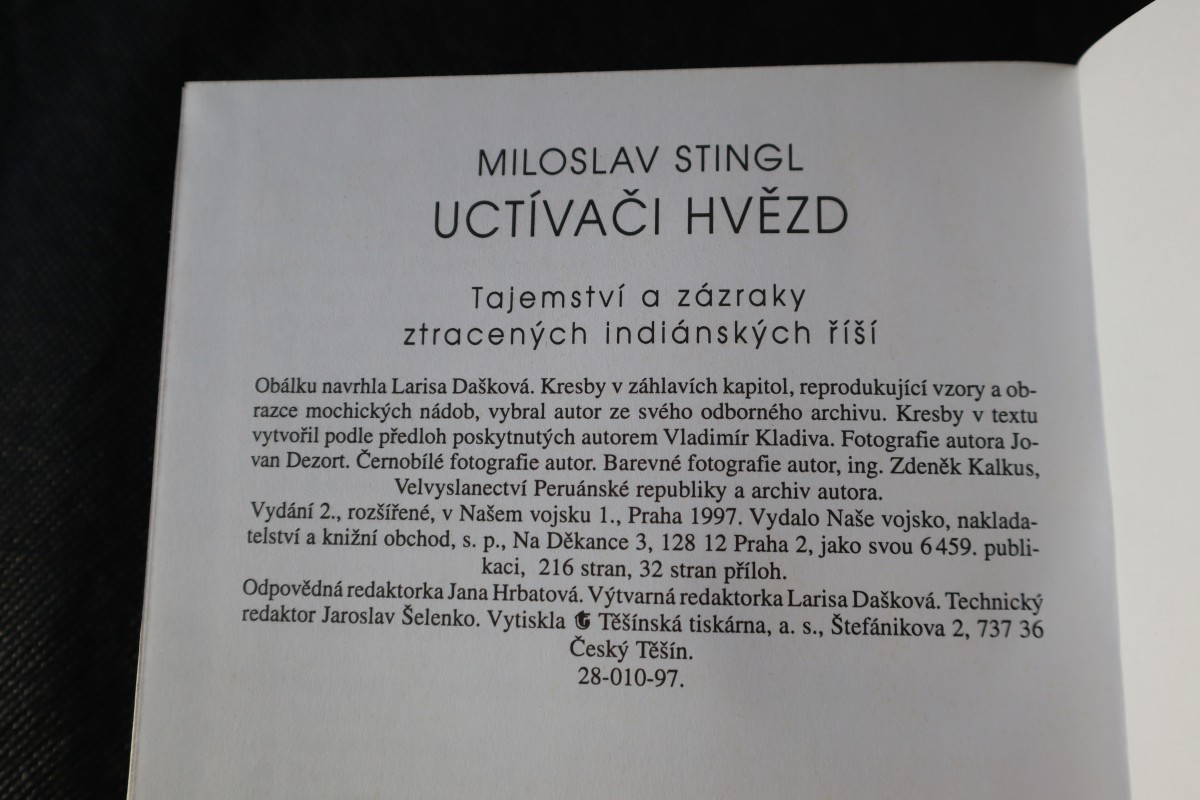 MILOSLAV STINGL
UCTÍVAČI HVĚZD
Tajemství a zázraky
ztracených indiánských říší
Obálku navrhla Larisa Dašková. Kresby v záhlavích kapitol, reprodukující vzory a ob-
razce mochických nádob, vybral autor ze svého odborného archivu. Kresby v textu
vytvořil podle předloh poskytnutých autorem Vladimír Kladiva. Fotografie autora Jo-
van Dezort. Černobílé fotografie autor. Barevné fotografie autor, ing. Zdeněk Kalkus,
Velvyslanectví Peruánské republiky a archiv autora.
Vydání 2., rozšířené, v Našem vojsku 1., Praha 1997. Vydalo Naše vojsko, naklada-
telství a knižní obchod, s. p., Na Děkance 3, 128 12 Praha 2, jako svou 6459. publi-
kaci, 216 stran, 32 stran příloh.
Odpovědná redaktorka Jana Hrbatová. Výtvarná redaktorka Larisa Dašková. Technický
redaktor Jaroslav Šelenko. Vytiskla Těšínská tiskárna, a. s., Štefánikova 2, 737 36
Český Těšín.
28-010-97.